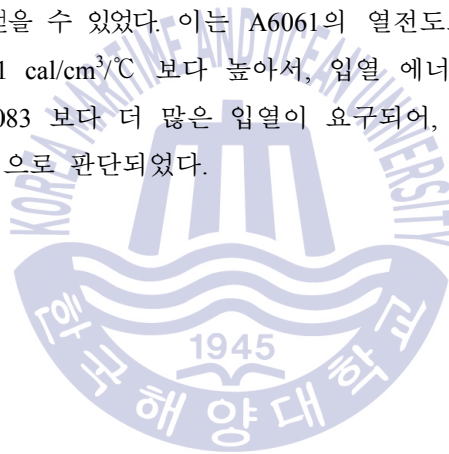 얻을 수 있었다. 이는 A6061의 열전도
1 cal/cm³/℃ 보다 높아서, 입열 에너
083 보다 더 많은 입열이 요구되어,
으로 판단되었다.
KOREA MARITIME AND OCEAN UNIVERSITY
1945
한국해양대학교